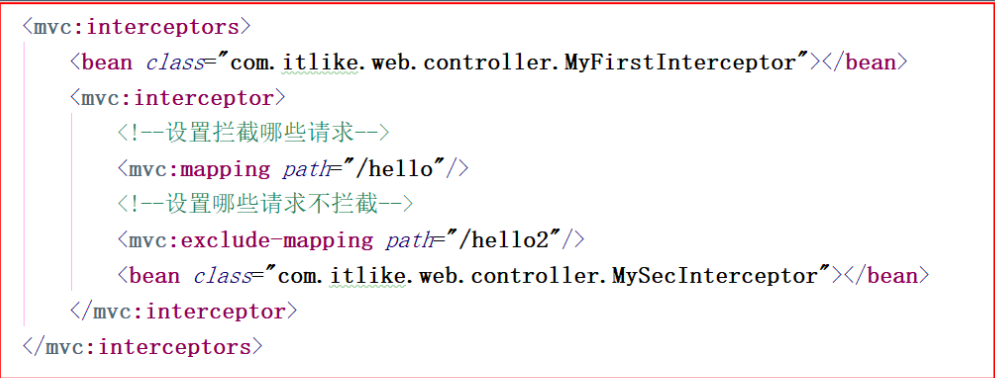 <mvc:interceptors>
<bean class="com.itlike.web.controller.MyFirstInterceptor"></bean>
<mvc:interceptor>
<!--设置拦截哪些请求-->
<mvc:mapping path="/hello"/>
<!--设置哪些请求不拦截-->
<mvc:exclude-mapping path="/hello2"/>
<bean class="com.itlike.web.controller.MySecInterceptor"></bean>
</mvc:interceptor>
</mvc:interceptors>